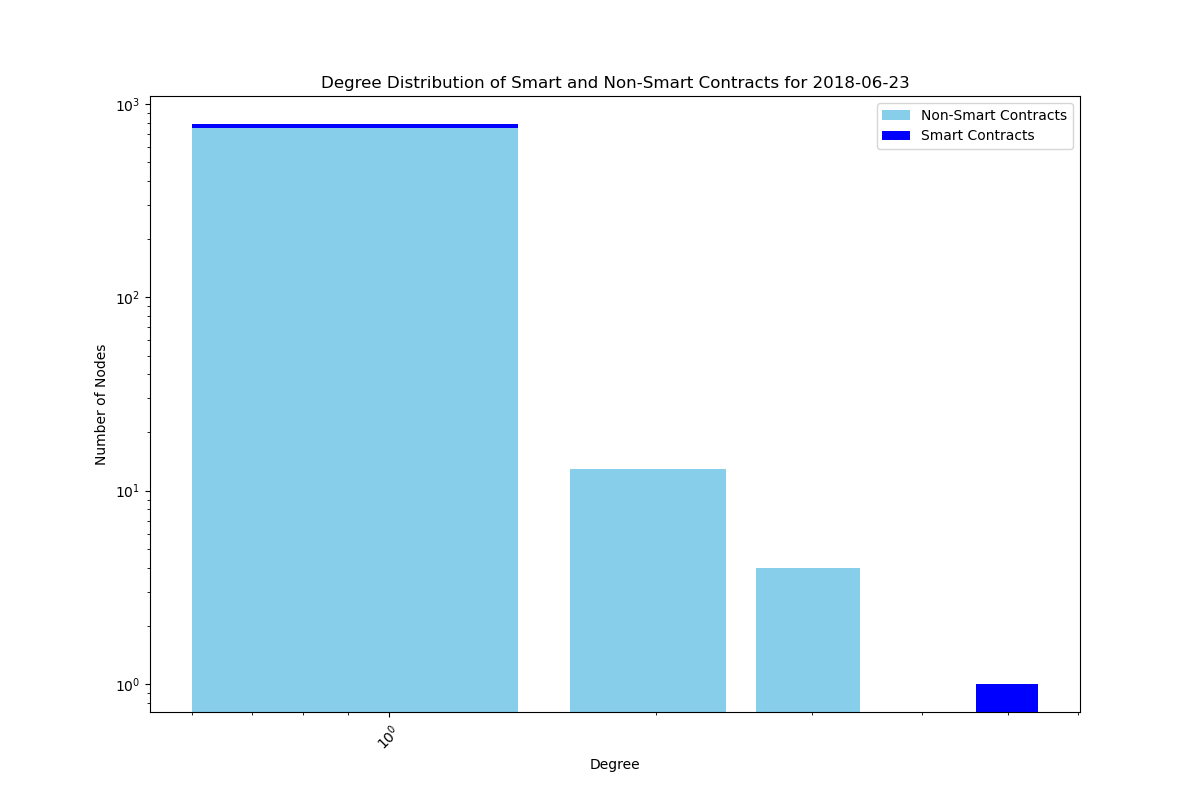 Degree Distribution of Smart and Non-Smart Contracts for 2018-06-23
Non-Smart Contracts
Smart Contracts
Number of Nodes
10³
10²
10¹
10⁰
10⁰
Degree